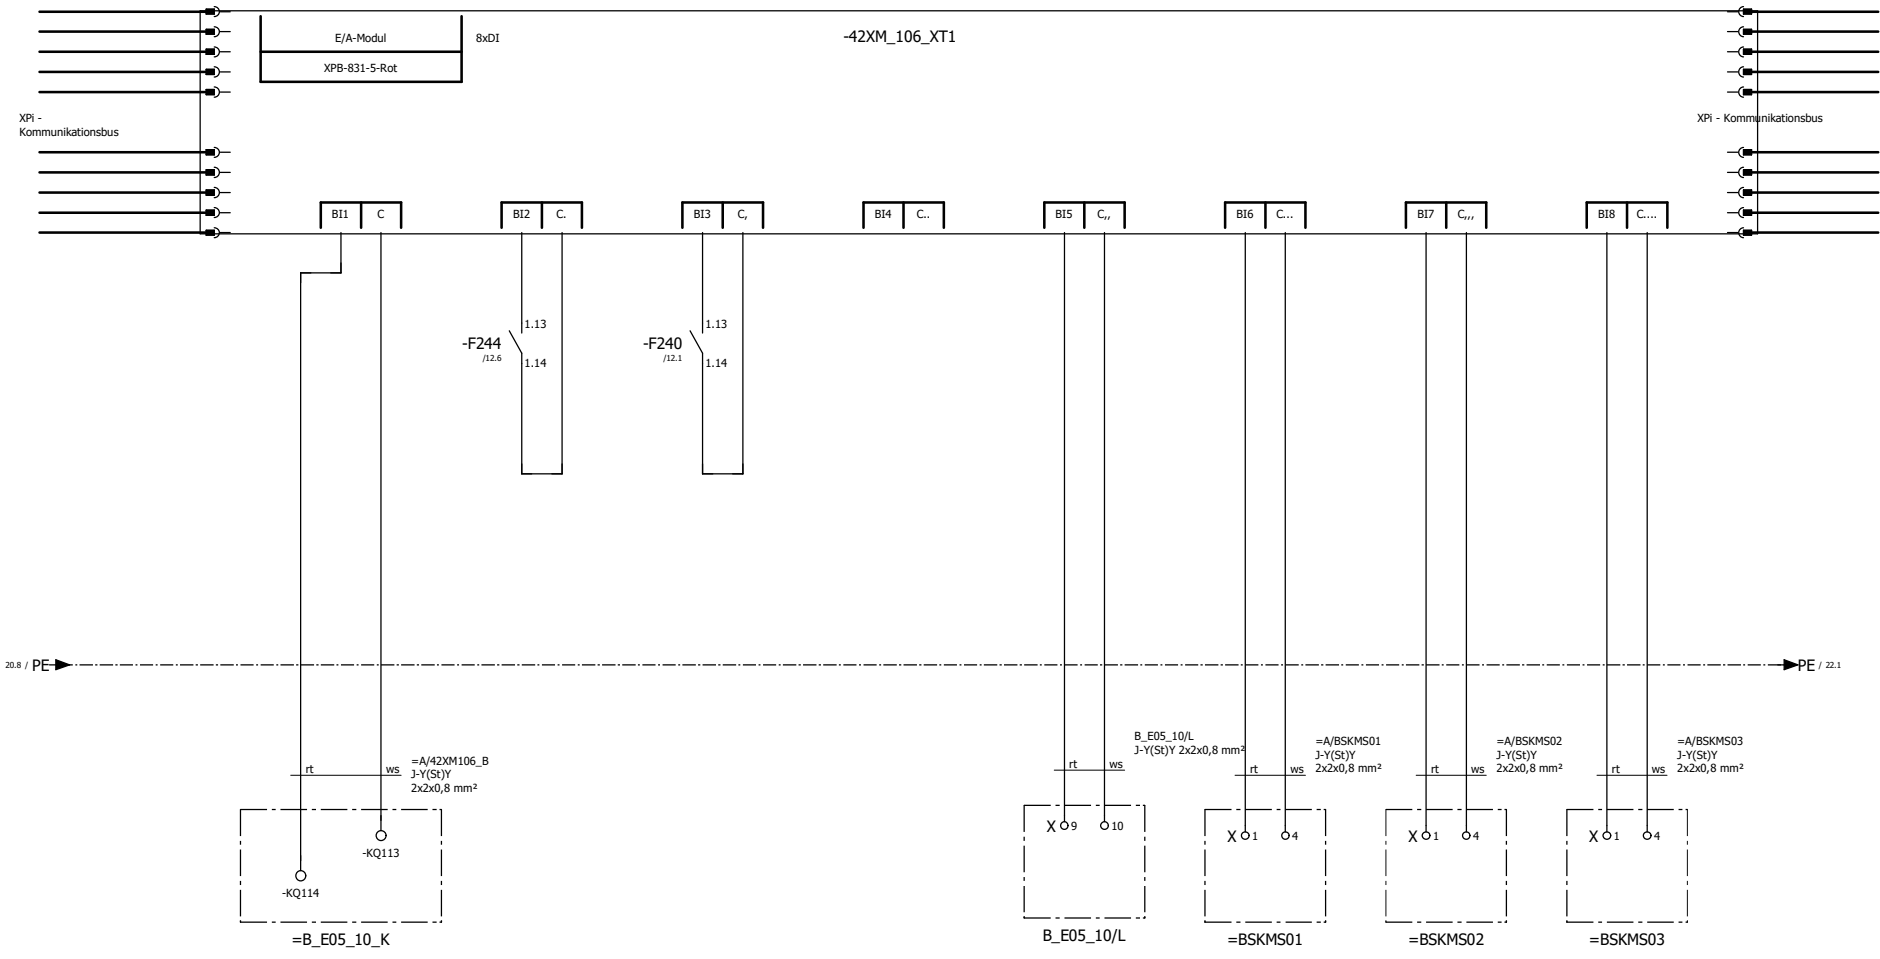 E/A-Modul
8xDI
-42XM_106_XT1
XPB-831-5-Rot
XPi -
Kommunikationsbus
XPi - Kommunikationsbus
BI1 C
BI2 C.
BI3 C,
BI4 C..
BI5 C,,
BI6 C...
BI7 C,,,
BI8 C....
-F244
/12.6
1.13
1.14
-F240
/12.1
1.13
1.14
20.8 / PE
PE / 22.1
rt ws
=A/42XM106_B
J-Y(St)Y
2x2x0,8 mm²
rt ws
B_E05_10/L
J-Y(St)Y 2x2x0,8 mm²
rt ws
=A/BSKMS01
J-Y(St)Y
2x2x0,8 mm²
rt ws
=A/BSKMS02
J-Y(St)Y
2x2x0,8 mm²
rt ws
=A/BSKMS03
J-Y(St)Y
2x2x0,8 mm²
-KQ113
-KQ114
X 9 10
X 1 4
X 1 4
X 1 4
=B_E05_10_K
B_E05_10/L
=BSKMS01
=BSKMS02
=BSKMS03